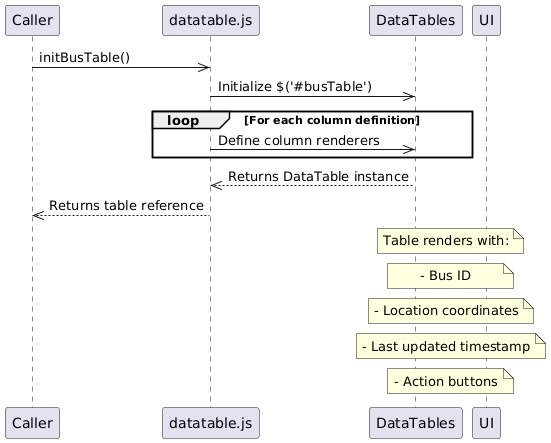 Caller datatable.js DataTables UI
initBusTable()
Initialize $('#busTable')
loop [For each column definition]
Define column renderers
Returns DataTable instance
Returns table reference
Table renders with:
- Bus ID
- Location coordinates
- Last updated timestamp
- Action buttons
Caller datatable.js DataTables UI